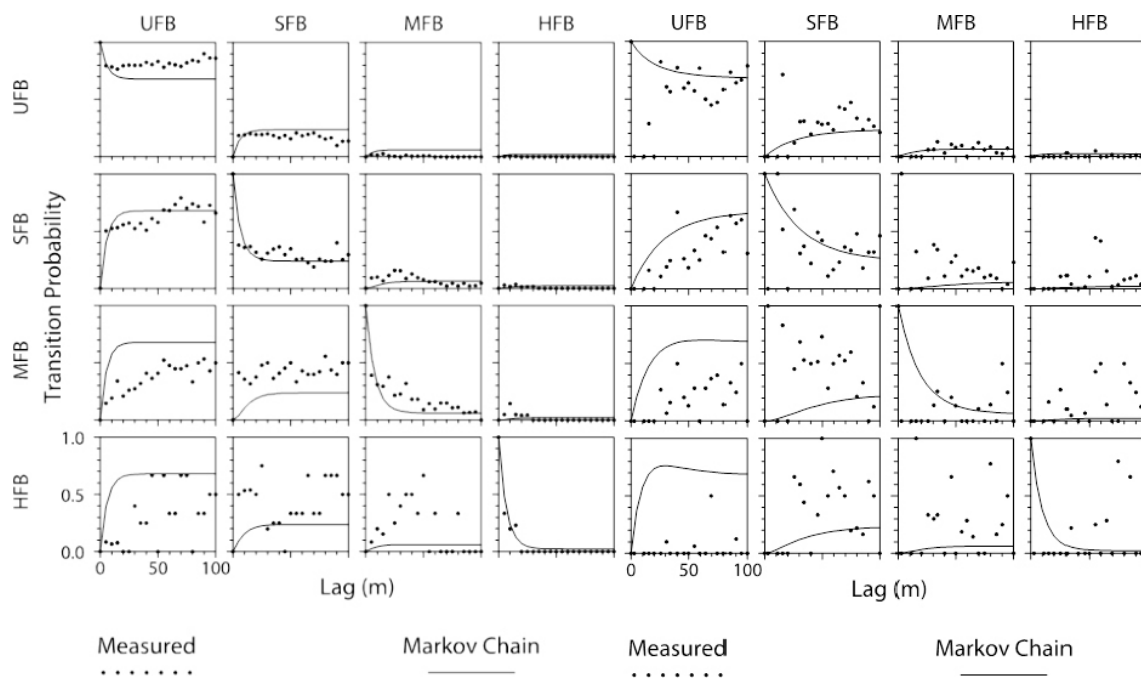 UFB SFB MFB HFB UFB SFB MFB HFB
UFB
SFB
MFB
HFB
Transition Probability
1.0
0.5
0.0
0 50 100 0 50 100
Lag (m) Lag (m)
Measured Markov Chain Measured Markov Chain